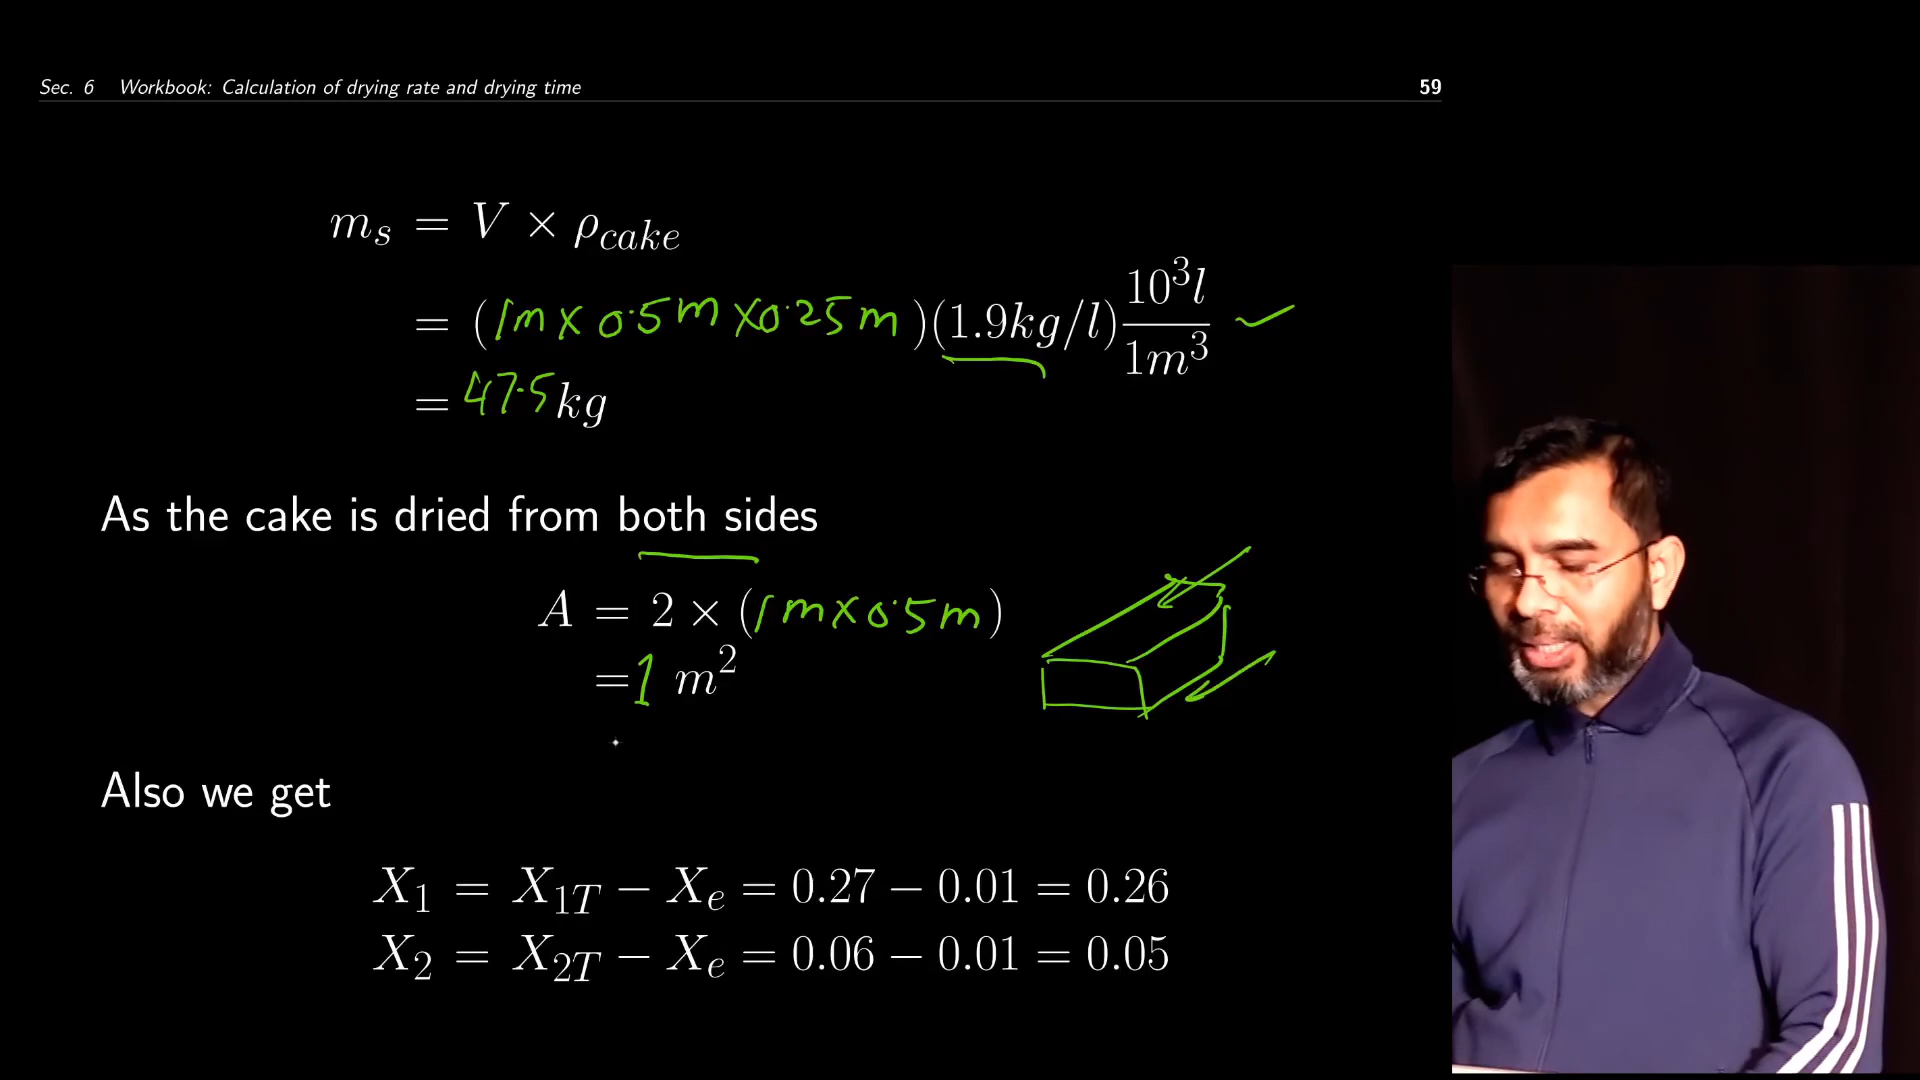 Sec. 6 Workbook: Calculation of drying rate and drying time 59
m_s = V × ρ_cake
= (1m x 0.5m x 0.25m)(1.9kg/l) 10^3 l / 1m^3 ✓
= 47.5 kg
As the cake is dried from both sides
A = 2 × (1m x 0.5m)
= 1 m^2
Also we get
X_1 = X_1T − X_e = 0.27 − 0.01 = 0.26
X_2 = X_2T − X_e = 0.06 − 0.01 = 0.05